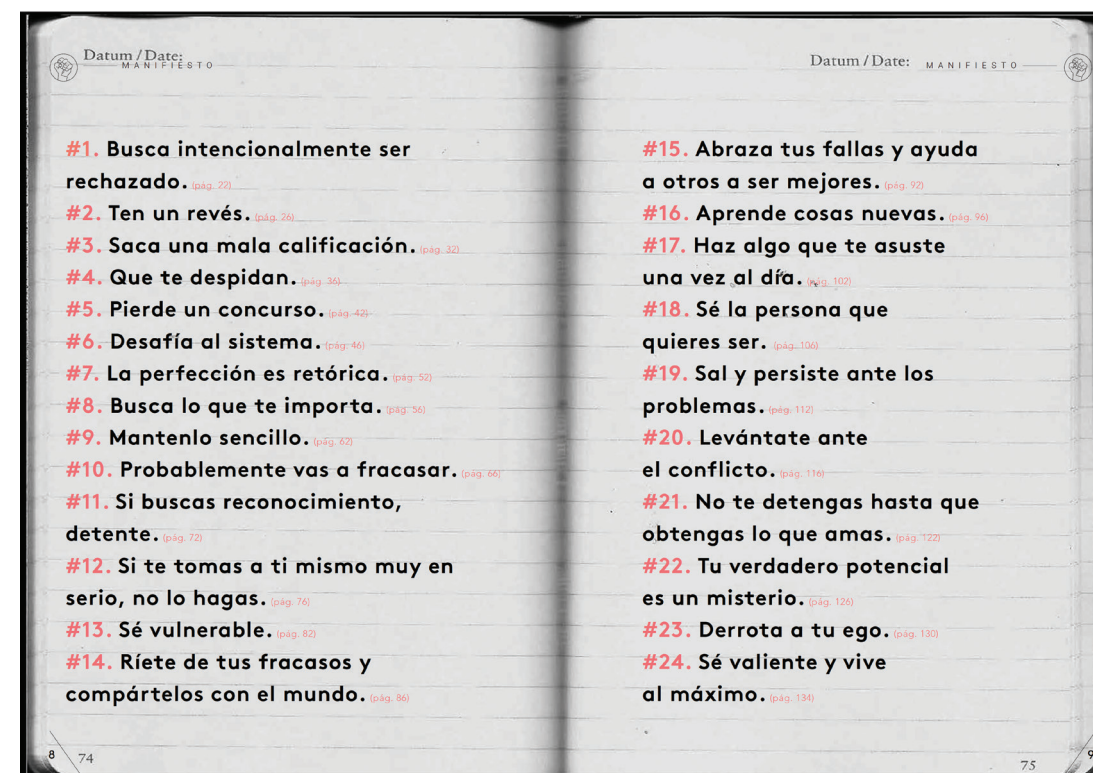 Datum / Date:
MANIFIESTO
#1. Busca intencionalmente ser
rechazado. (pág. 22)
#2. Ten un revés. (pág. 26)
#3. Saca una mala calificación. (pág. 32)
#4. Que te despidan. (pág. 36)
#5. Pierde un concurso. (pág. 42)
#6. Desafía al sistema. (pág. 46)
#7. La perfección es retórica. (pág. 52)
#8. Busca lo que te importa. (pág. 56)
#9. Mantenlo sencillo. (pág. 62)
#10. Probablemente vas a fracasar. (pág. 66)
#11. Si buscas reconocimiento,
detente. (pág. 72)
#12. Si te tomas a ti mismo muy en
serio, no lo hagas. (pág. 76)
#13. Sé vulnerable. (pág. 82)
#14. Ríete de tus fracasos y
compártelos con el mundo. (pág. 86)
8 74
Datum / Date: MANIFIESTO
#15. Abraza tus fallas y ayuda
a otros a ser mejores. (pág. 92)
#16. Aprende cosas nuevas. (pág. 96)
#17. Haz algo que te asuste
una vez al día. (pág. 102)
#18. Sé la persona que
quieres ser. (pág. 106)
#19. Sal y persiste ante los
problemas. (pág. 112)
#20. Levántate ante
el conflicto. (pág. 116)
#21. No te detengas hasta que
obtengas lo que amas. (pág. 122)
#22. Tu verdadero potencial
es un misterio. (pág. 126)
#23. Derrota a tu ego. (pág. 130)
#24. Sé valiente y vive
al máximo. (pág. 134)
75 9